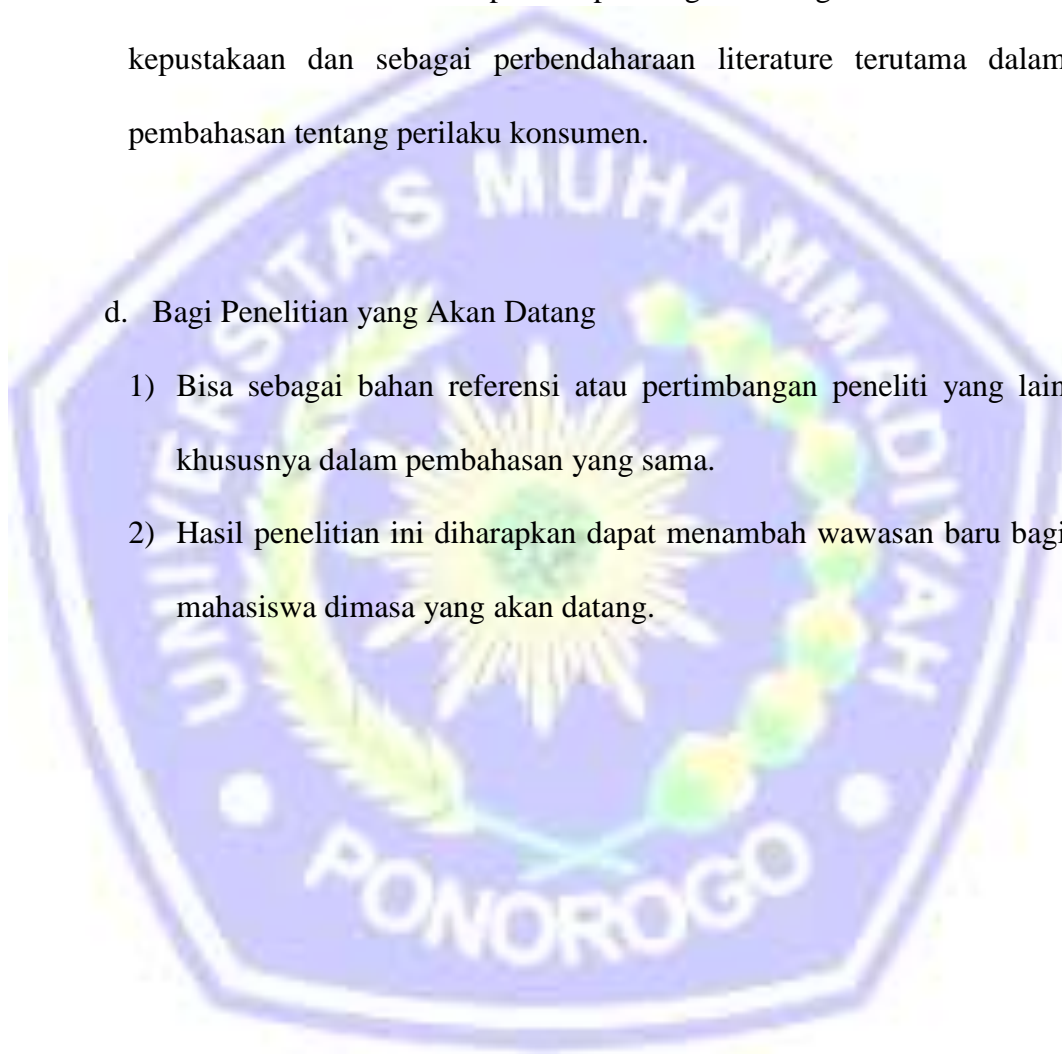 kepustakaan dan sebagai perbendaharaan literature terutama dalam
pembahasan tentang perilaku konsumen.
UNIVERSITAS MUHAMMADIYAH
d. Bagi Penelitian yang Akan Datang
1) Bisa sebagai bahan referensi atau pertimbangan peneliti yang lain
khususnya dalam pembahasan yang sama.
2) Hasil penelitian ini diharapkan dapat menambah wawasan baru bagi
mahasiswa dimasa yang akan datang.
PONOROGO